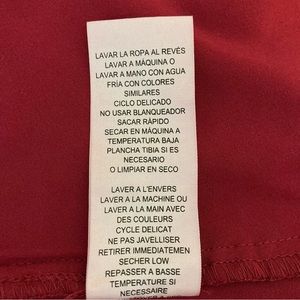 LAVAR LA ROPA AL REVÉS
LAVAR A MÁQUINA O
LAVAR A MANO CON AGUA
FRÍA CON COLORES
SIMILARES
CICLO DELICADO
NO USAR BLANQUEADOR
SACAR RÁPIDO
SECAR EN MÁQUINA A
TEMPERATURA BAJA
PLANCHA TIBIA SI ES
NECESARIO
O LIMPIAR EN SECO
LAVER A L'ENVERS
LAVER A LA MACHINE OU
LAVER A LA MAIN AVEC
DES COULEURS
CYCLE DELICAT
NE PAS JAVELLISER
RETIRER IMMEDIATEMEN
SECHER LOW
REPASSER A BASSE
TEMPERATURE SI
NECESSAIRE